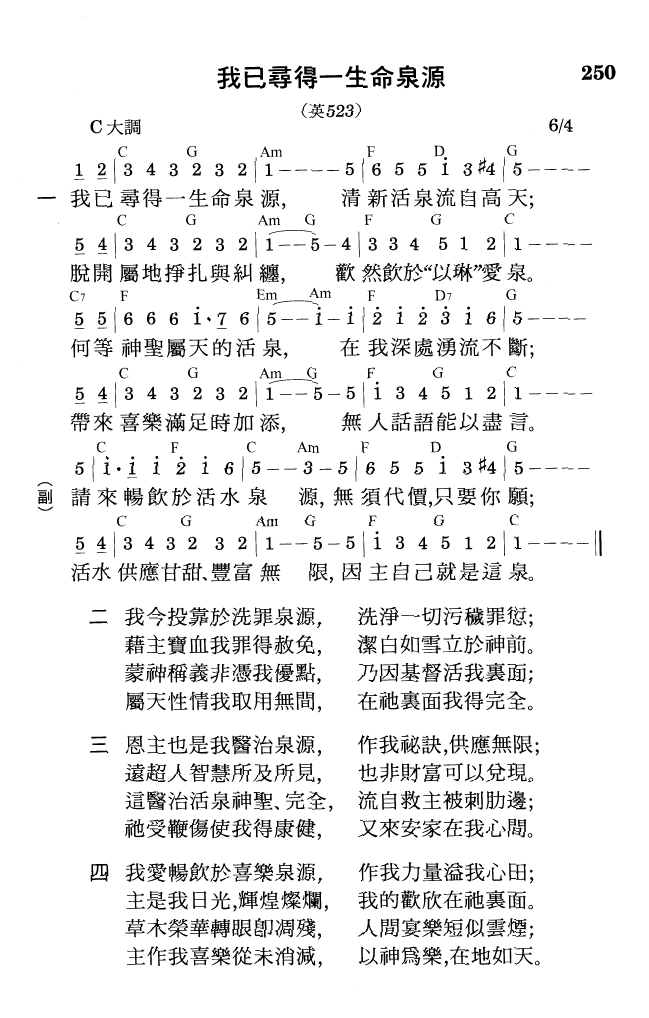 我已尋得一生命泉源 250
（英523）
C大調 6/4
C G Am F D G
1 2|3 4 3 2 3 2|1----5|6 5 5 i 3 #4|5----
一 我已尋得一生命泉源, 清新活泉流自高天;
C G Am G F G C
5 4|3 4 3 2 3 2|1--5-4|3 3 4 5 1 2|1----
脫開屬地掙扎與糾纏, 歡然飲於“以琳”愛泉。
C7 F Em Am F D7 G
5 5|6 6 6 i·7 6|5--i-i|2̇ i 2̇ 3̇ i 6|5----
何等神聖屬天的活泉, 在我深處湧流不斷;
C G Am G F G C
5 4|3 4 3 2 3 2|1--5-5|i 3 4 5 1 2|1----
帶來喜樂滿足時加添, 無人話語能以盡言。
C F C Am F D G
5|i·i i 2̇ i 6|5--3-5|6 5 5 i 3 #4|5----
（副） 請來暢飲於活水泉源, 無須代價,只要你願;
C G Am G F G C
5 4|3 4 3 2 3 2|1--5-5|i 3 4 5 1 2|1----‖
活水供應甘甜、豐富無限, 因主自己就是這泉。
二 我今投靠於洗罪泉源, 洗淨一切污穢罪愆;
藉主寶血我罪得赦免, 潔白如雪立於神前。
蒙神稱義非憑我優點, 乃因基督活我裏面;
屬天性情我取用無間, 在祂裏面我得完全。
三 恩主也是我醫治泉源, 作我祕訣,供應無限;
遠超人智慧所及所見, 也非財富可以兌現。
這醫治活泉神聖、完全, 流自救主被刺肋邊;
祂受鞭傷使我得康健, 又來安家在我心間。
四 我愛暢飲於喜樂泉源, 作我力量溢我心田;
主是我日光,輝煌燦爛, 我的歡欣在祂裏面。
草木榮華轉眼卽凋殘, 人間宴樂短似雲煙;
主作我喜樂從未消減, 以神爲樂,在地如天。